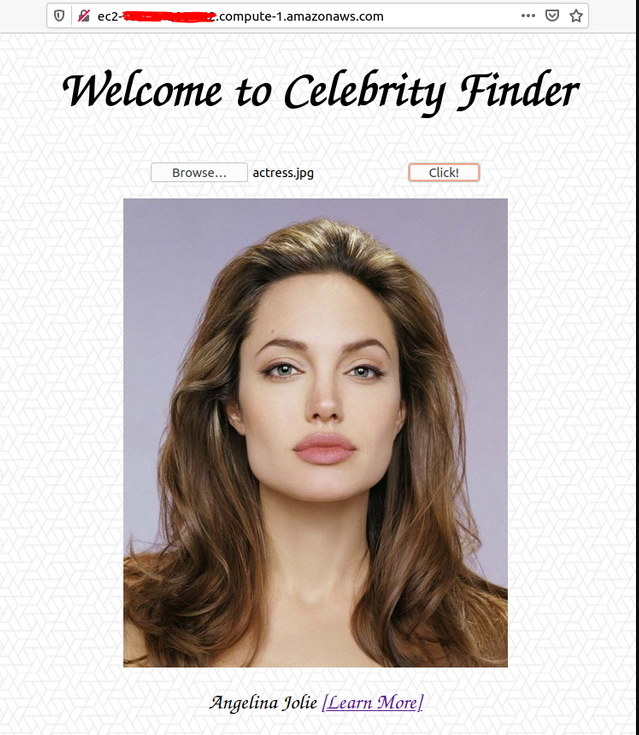 ec2-.compute-1.amazonaws.com
Welcome to Celebrity Finder
Browse... actress.jpg Click!
Angelina Jolie [Learn More]